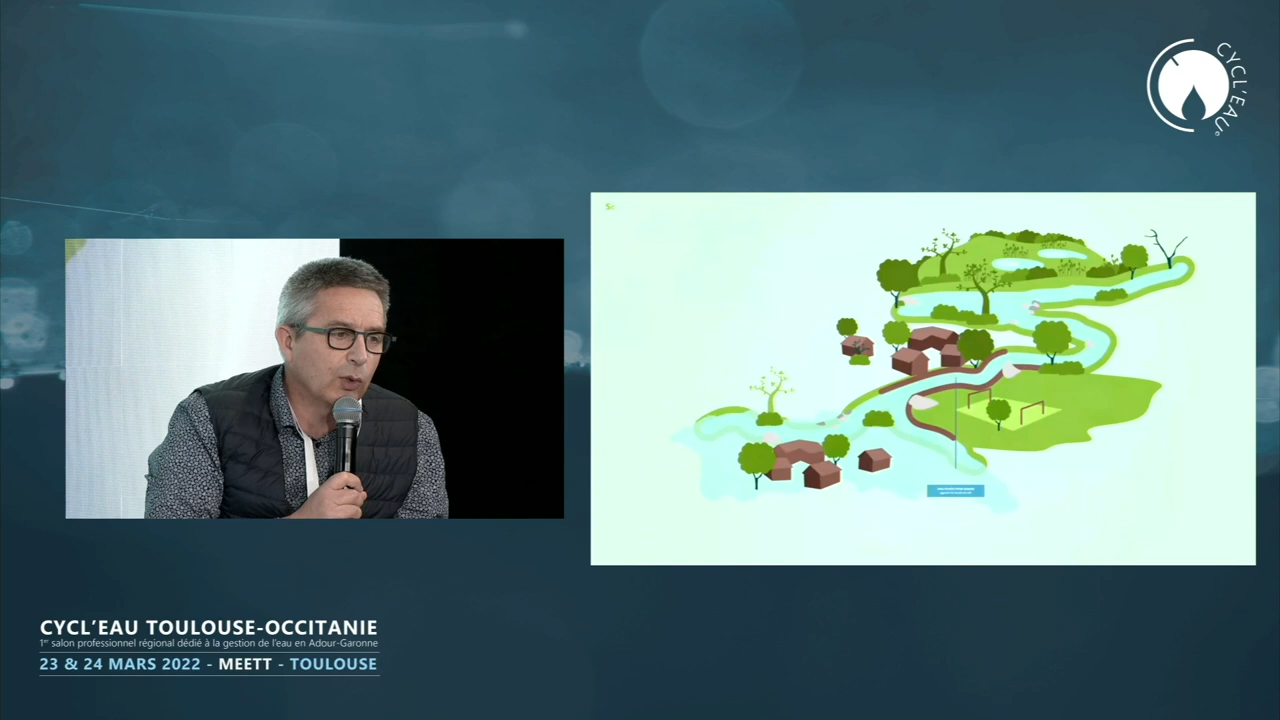 CYCL'EAU®
CYCL'EAU TOULOUSE-OCCITANIE
1er salon professionnel régional dédié à la gestion de l'eau en Adour-Garonne
23 & 24 MARS 2022 - MEETT - TOULOUSE